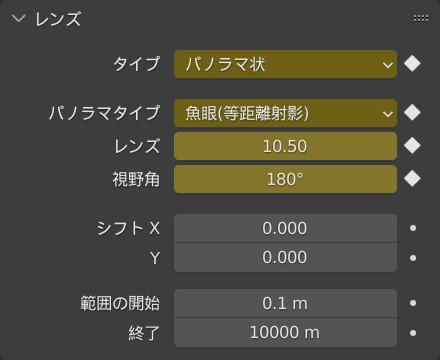 レンズ
タイプ パノラマ状
パノラマタイプ 魚眼(等距離射影)
レンズ 10.50
視野角 180°
シフト X 0.000
Y 0.000
範囲の開始 0.1 m
終了 10000 m